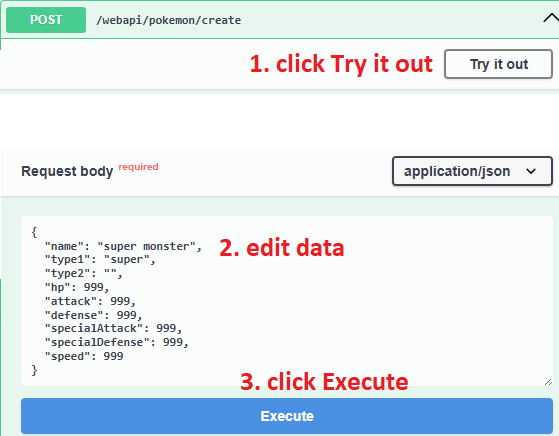 POST /webapi/pokemon/create
1. click Try it out Try it out
Request body required application/json
{
"name": "super monster",
"type1": "super",
"type2": "",
"hp": 999,
"attack": 999,
"defense": 999,
"specialAttack": 999,
"specialDefense": 999,
"speed": 999
}
2. edit data
3. click Execute
Execute